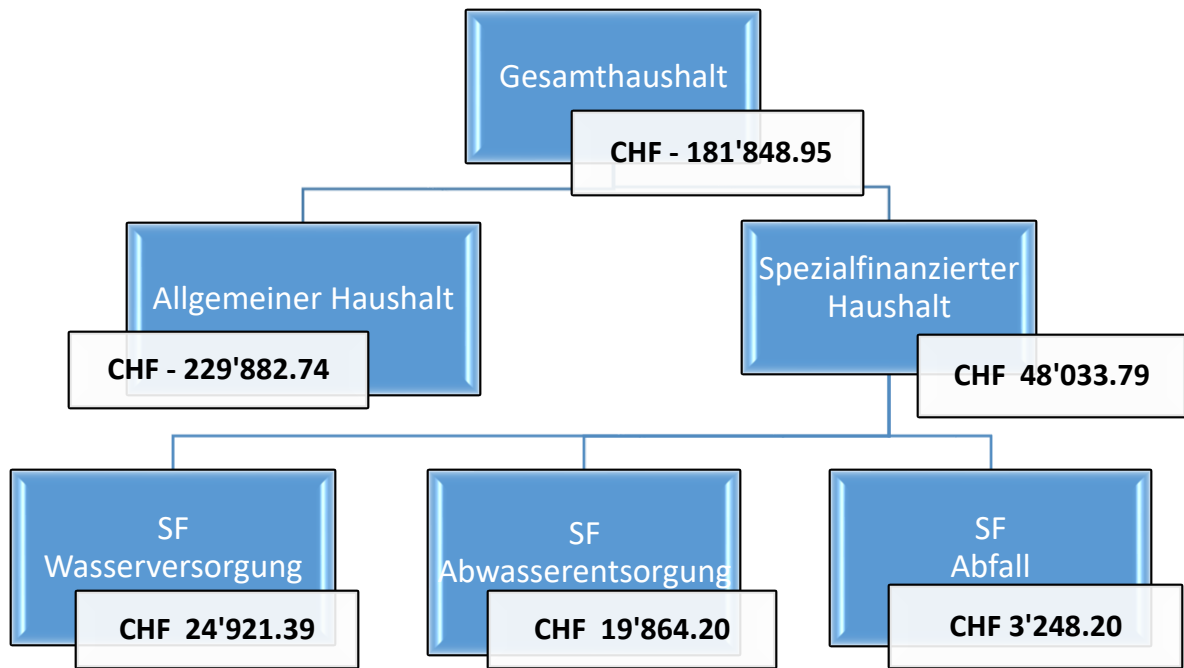 Gesamthaushalt
CHF - 181'848.95
Allgemeiner Haushalt
CHF - 229'882.74
Spezialfinanzierter
Haushalt
CHF  48'033.79
SF
Wasserversorgung
CHF  24'921.39
SF
Abwasserentsorgung
CHF  19'864.20
SF
Abfall
CHF 3'248.20